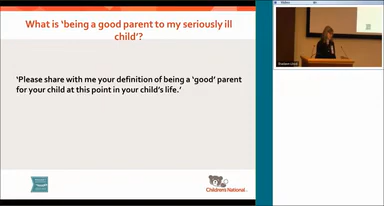 What is 'being a good parent to my seriously ill
child'?
'Please share with me your definition of being a 'good' parent
for your child at this point in your child's life.'
Children's National